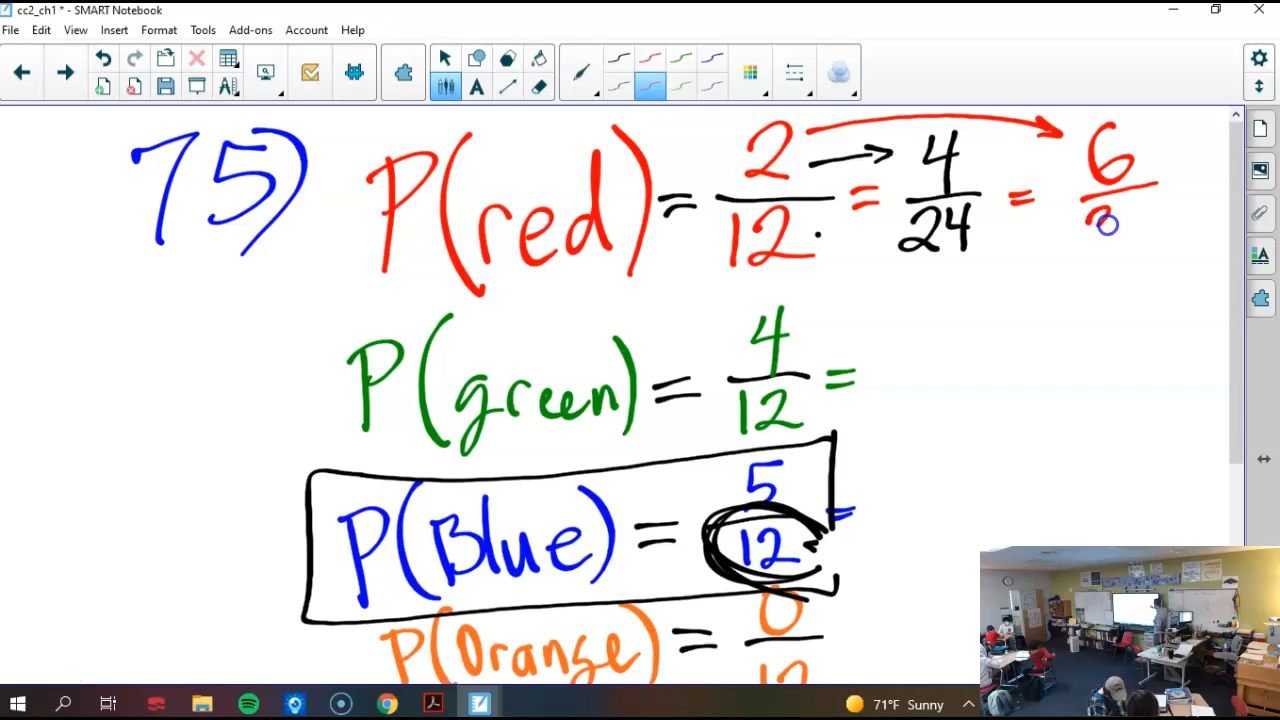 cc2_ch1 * - SMART Notebook
File Edit View Insert Format Tools Add-ons Account Help
75) P(red) = 2/12 = 4/24 = 6/
P(green) = 4/12 =
P(Blue) = 5/12 =
P(Orange) = 0/12
71°F Sunny